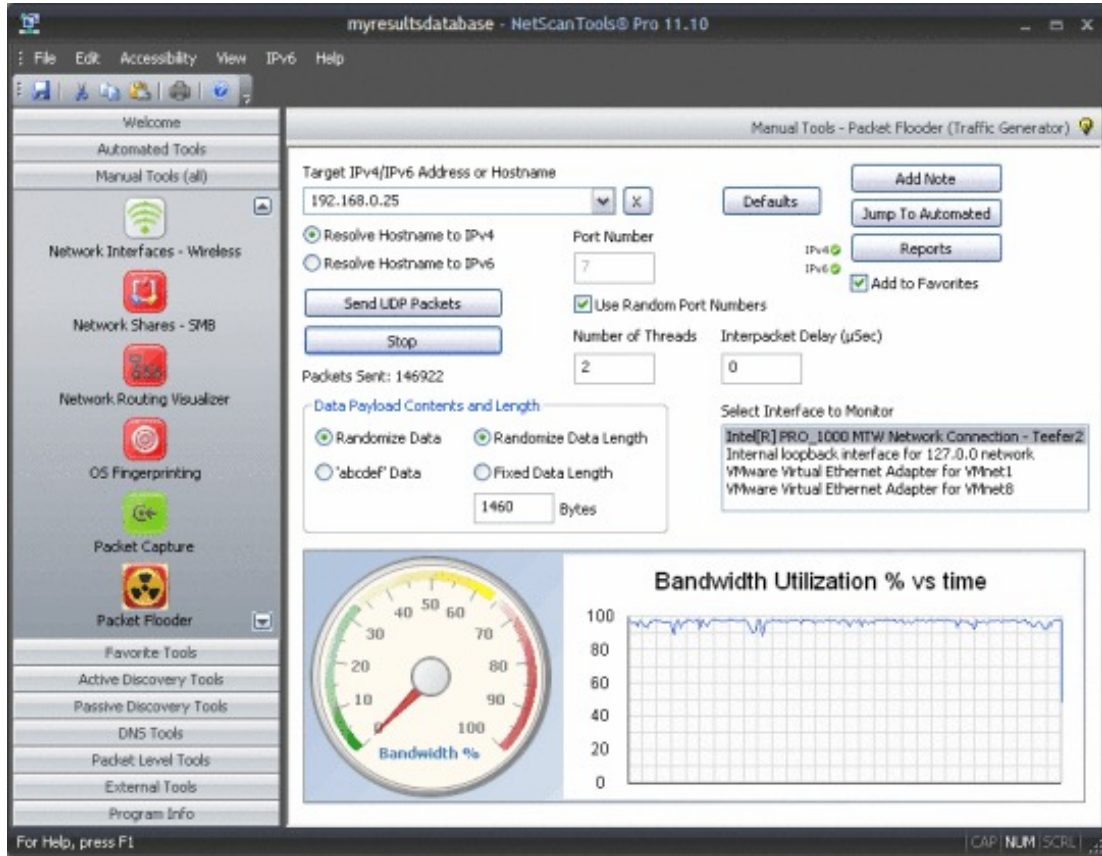 myresultsdatabase - NetScanTools® Pro 11.10
File Edit Accessibility View IPv6 Help
Welcome
Automated Tools
Manual Tools (all)
Network Interfaces - Wireless
Network Shares - SMB
Network Routing Visualizer
OS Fingerprinting
Packet Capture
Packet Flooder
Favorite Tools
Active Discovery Tools
Passive Discovery Tools
DNS Tools
Packet Level Tools
External Tools
Program Info
Manual Tools - Packet Flooder (Traffic Generator)
Target IPv4/IPv6 Address or Hostname
192.168.0.25
X
Defaults
Add Note
Jump To Automated
Reports
IPv4
IPv6
Add to Favorites
Resolve Hostname to IPv4
Resolve Hostname to IPv6
Port Number
7
Use Random Port Numbers
Send UDP Packets
Stop
Number of Threads
2
Interpacket Delay (µSec)
0
Packets Sent: 146922
Data Payload Contents and Length
Randomize Data
Randomize Data Length
'abcdef' Data
Fixed Data Length
1460 Bytes
Select Interface to Monitor
Intel[R] PRO_1000 MTW Network Connection - Teefer2
Internal loopback interface for 127.0.0 network
VMware Virtual Ethernet Adapter for VMnet1
VMware Virtual Ethernet Adapter for VMnet8
0 10 20 30 40 50 60 70 80 90 100
Bandwidth %
Bandwidth Utilization % vs time
100
80
60
40
20
0
For Help, press F1
CAP NUM SCRL